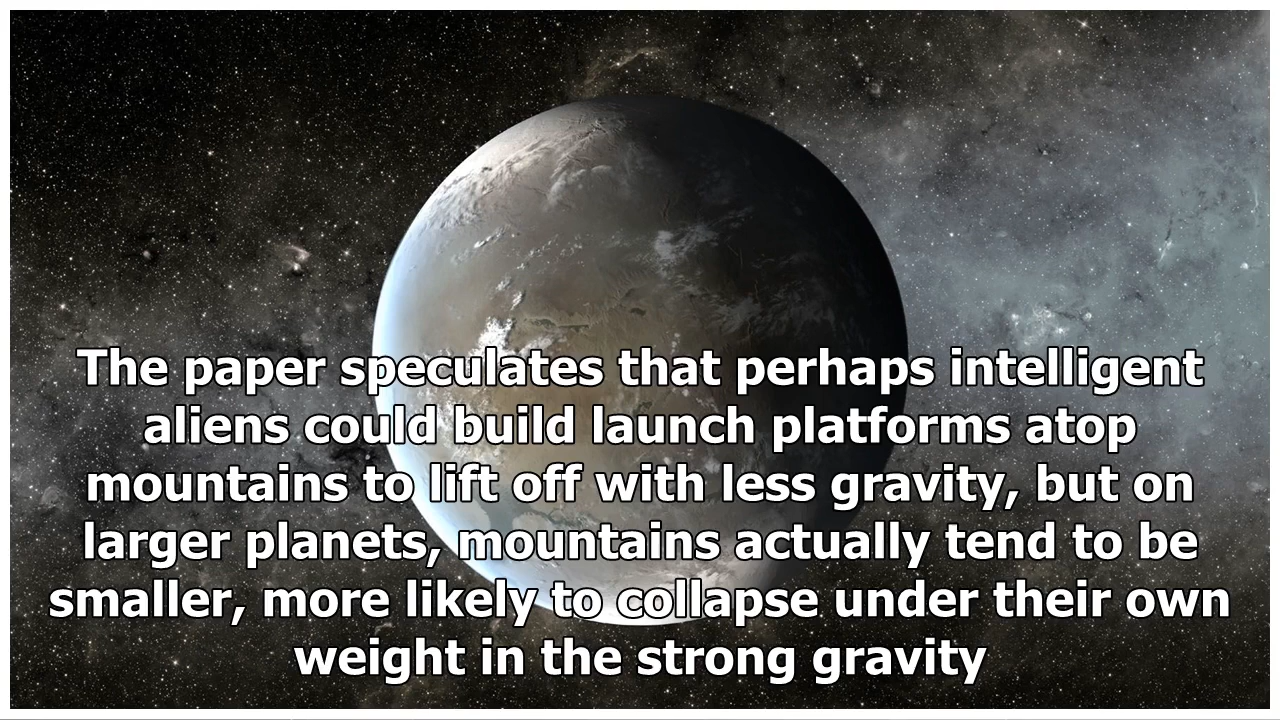 The paper speculates that perhaps intelligent
aliens could build launch platforms atop
mountains to lift off with less gravity, but on
larger planets, mountains actually tend to be
smaller, more likely to collapse under their own
weight in the strong gravity